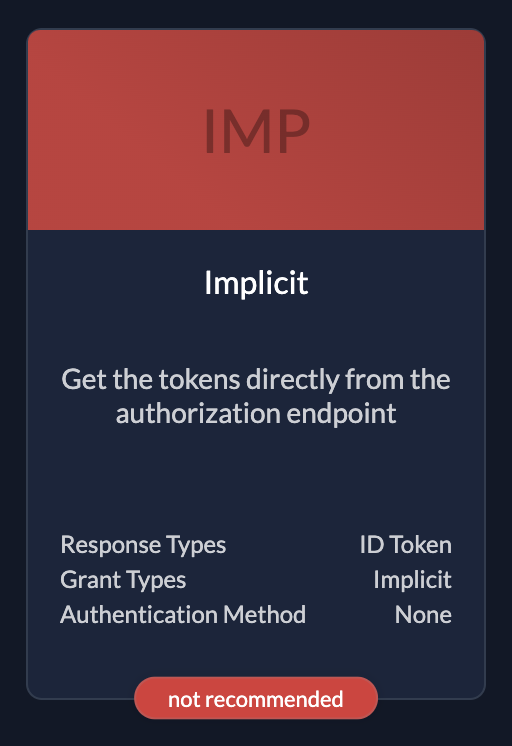 IMP
Implicit
Get the tokens directly from the
authorization endpoint
Response Types ID Token
Grant Types Implicit
Authentication Method None
not recommended